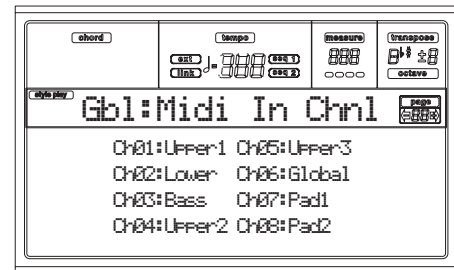 chord tempo measure transpose
ext seq 1
link seq 2
octave
style play page
Gbl:Midi In Chnl
Ch01:Upper1 Ch05:Upper3
Ch02:Lower Ch06:Global
Ch03:Bass Ch07:Pad1
Ch04:Upper2 Ch08:Pad2